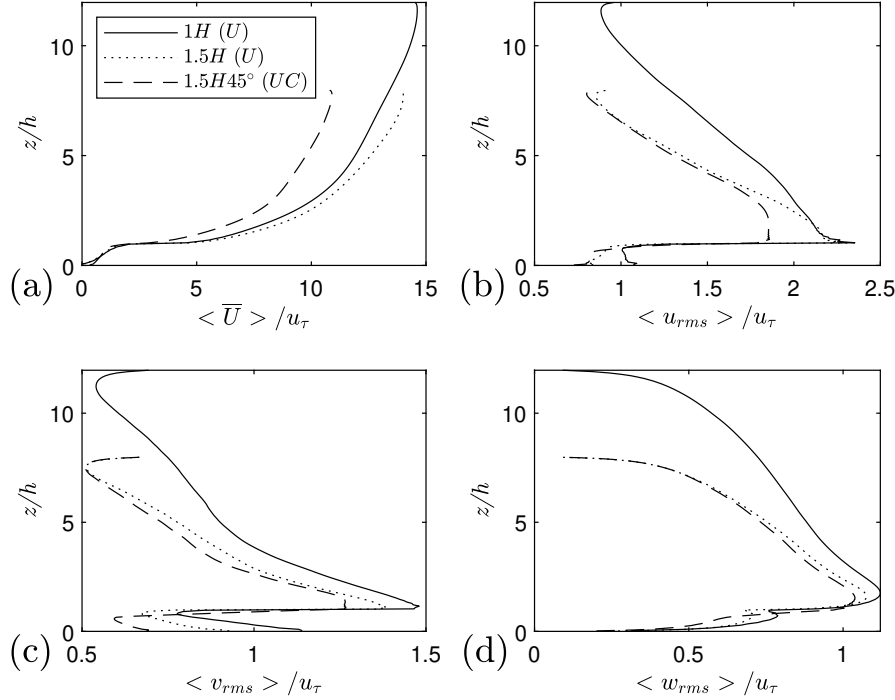 1H (U)
1.5H (U)
1.5H45° (UC)
10
5
0
z/h
0 5 10 15
(a)
< U̅ > /u_τ
10
5
0
z/h
0.5 1 1.5 2 2.5
(b)
< u_rms > /u_τ
10
5
0
z/h
0.5 1 1.5
(c)
< v_rms > /u_τ
10
5
0
z/h
0 0.5 1
(d)
< w_rms > /u_τ